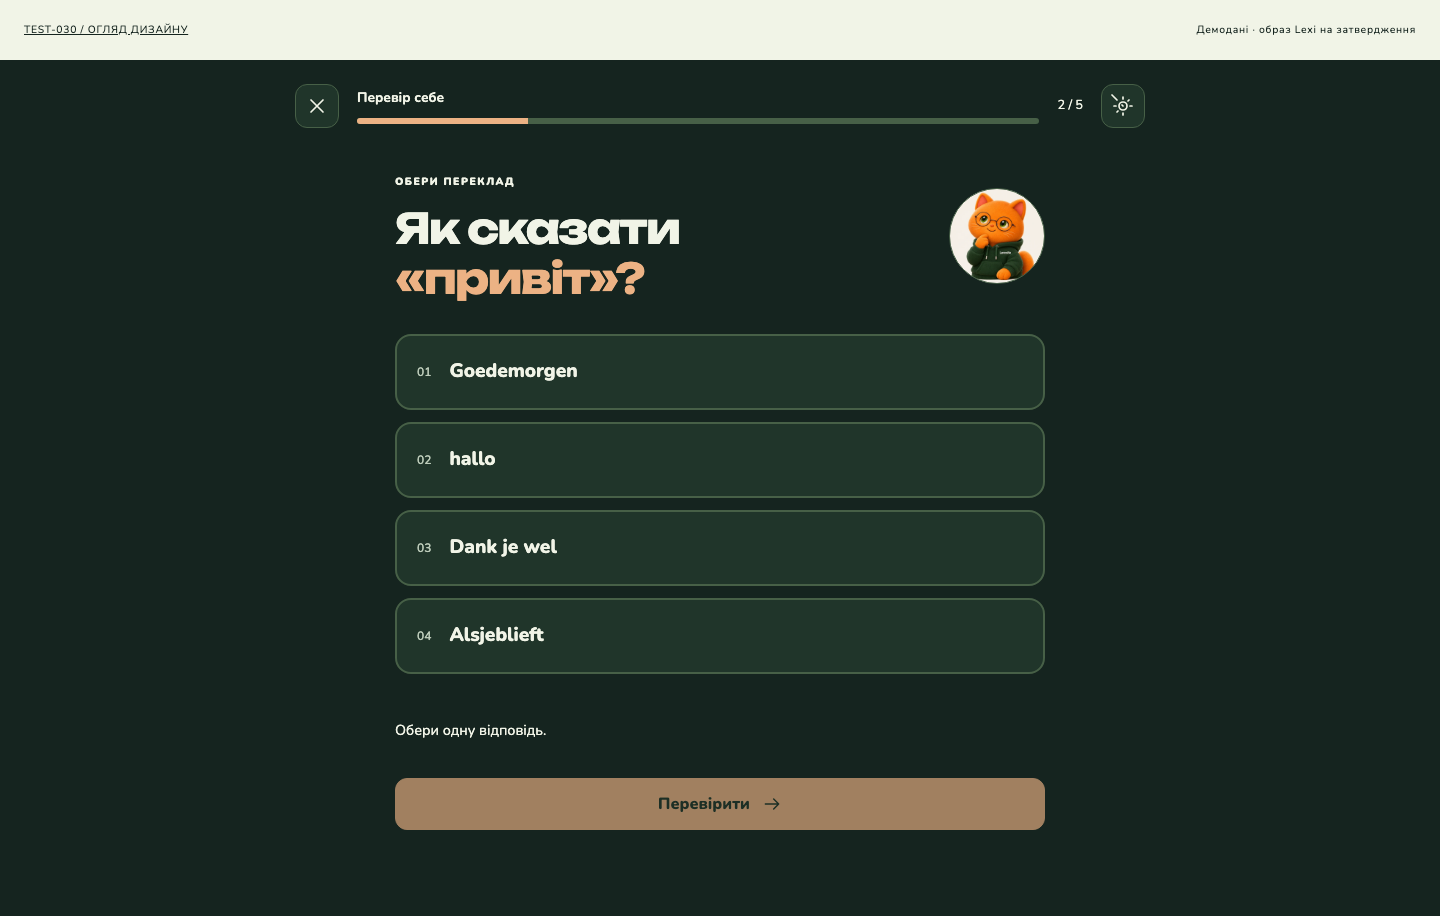 TEST-030 / ОГЛЯД ДИЗАЙНУ
Демодані · образ Lexi на затвердження
Перевір себе
2 / 5
ОБЕРИ ПЕРЕКЛАД
Як сказати
«привіт»?
01 Goedemorgen
02 hallo
03 Dank je wel
04 Alsjeblieft
Обери одну відповідь.
Перевірити →